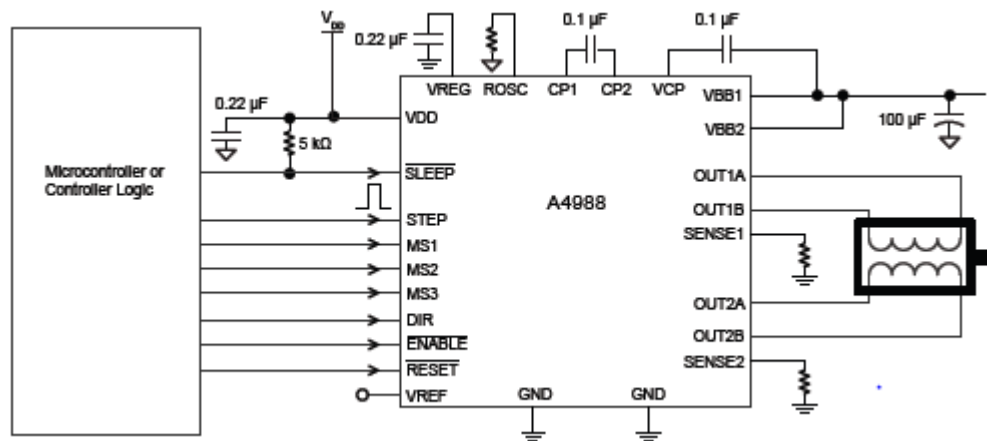 V_DD
0.22 µF
0.1 µF
0.1 µF
VREG ROSC CP1 CP2 VCP
VBB1
0.22 µF
VDD
5 kΩ
VBB2
100 µF
Microcontroller or
Controller Logic
SLEEP
OUT1A
A4988
STEP
OUT1B
MS1
SENSE1
MS2
MS3
OUT2A
DIR
OUT2B
ENABLE
SENSE2
RESET
VREF
GND GND